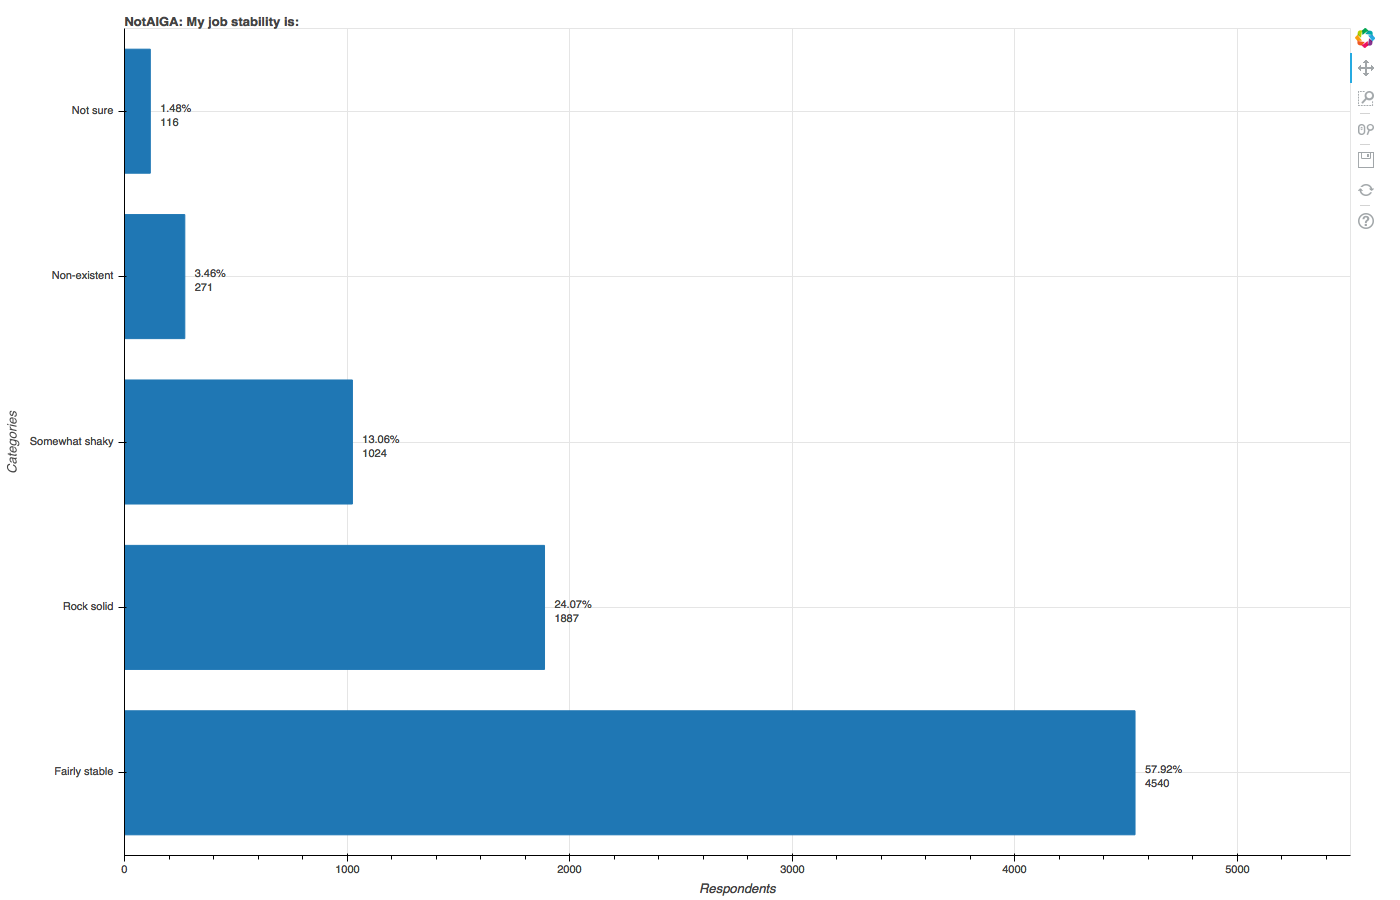 NotAIGA: My job stability is:
Not sure
1.48%
116
Non-existent
3.46%
271
Somewhat shaky
13.06%
1024
Rock solid
24.07%
1887
Fairly stable
57.92%
4540
Categories
0 1000 2000 3000 4000 5000
Respondents